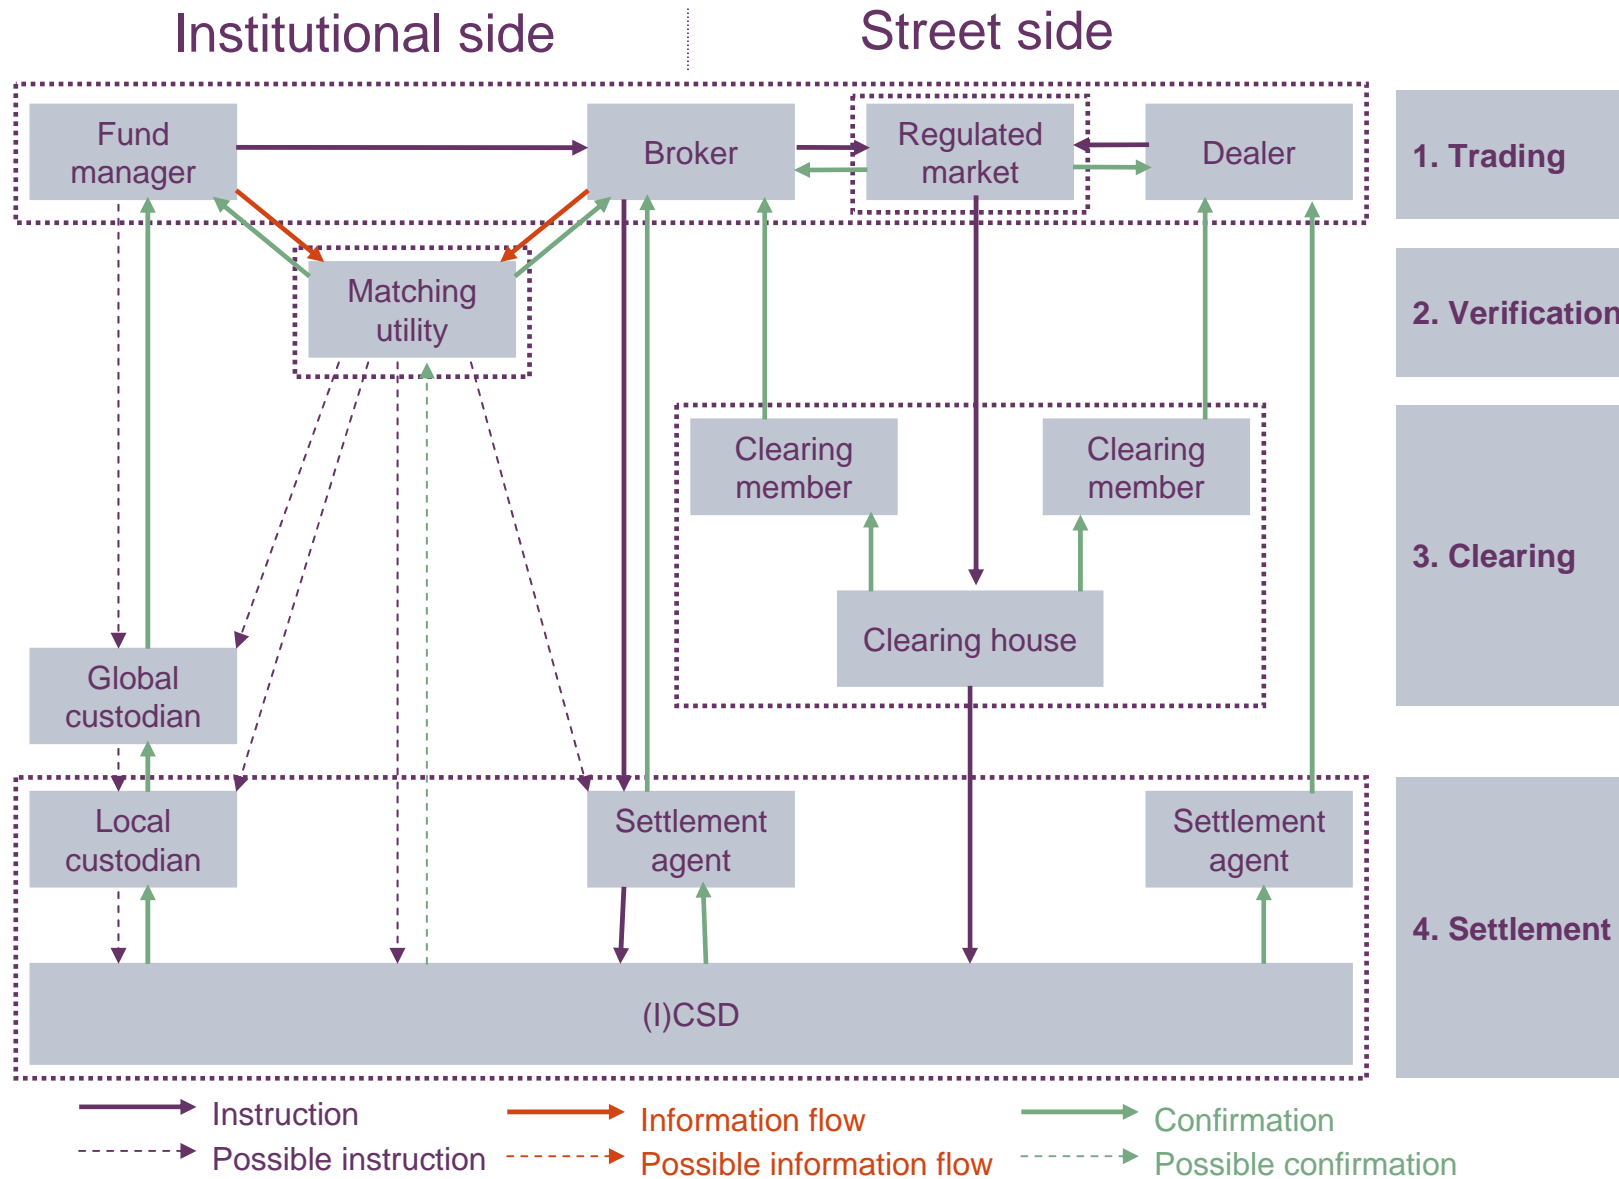 Institutional side
Street side
Fund
manager
Broker
Regulated
market
Dealer
1. Trading
Matching
utility
2. Verification
Clearing
member
Clearing
member
3. Clearing
Clearing house
Global
custodian
Local
custodian
Settlement
agent
Settlement
agent
4. Settlement
(I)CSD
Instruction
Information flow
Confirmation
Possible instruction
Possible information flow
Possible confirmation